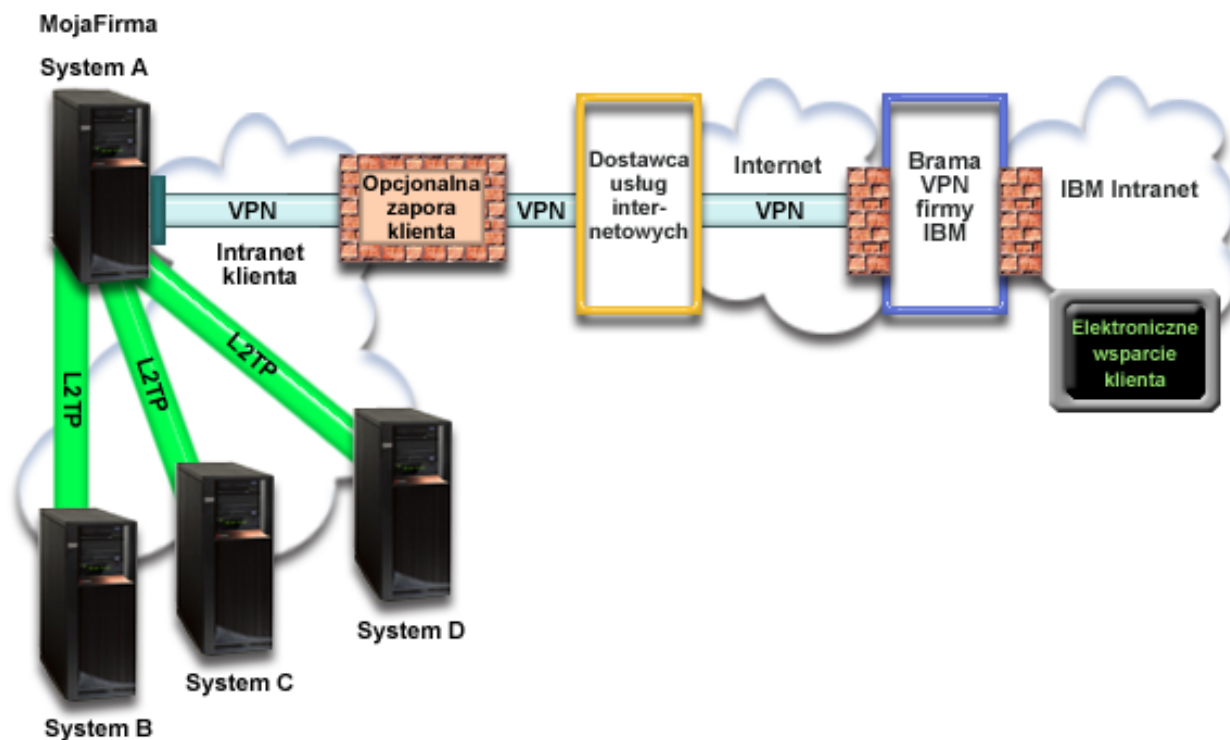 MojaFirma
System A
VPN
Intranet
klienta
Opcjonalna
zapora
klienta
VPN
Dostawca
usług
inter-
netowych
Internet
VPN
Brama
VPN
firmy
IBM
IBM Intranet
Elektroniczne
wsparcie
klienta
L2TP
L2TP
L2TP
System D
System C
System B